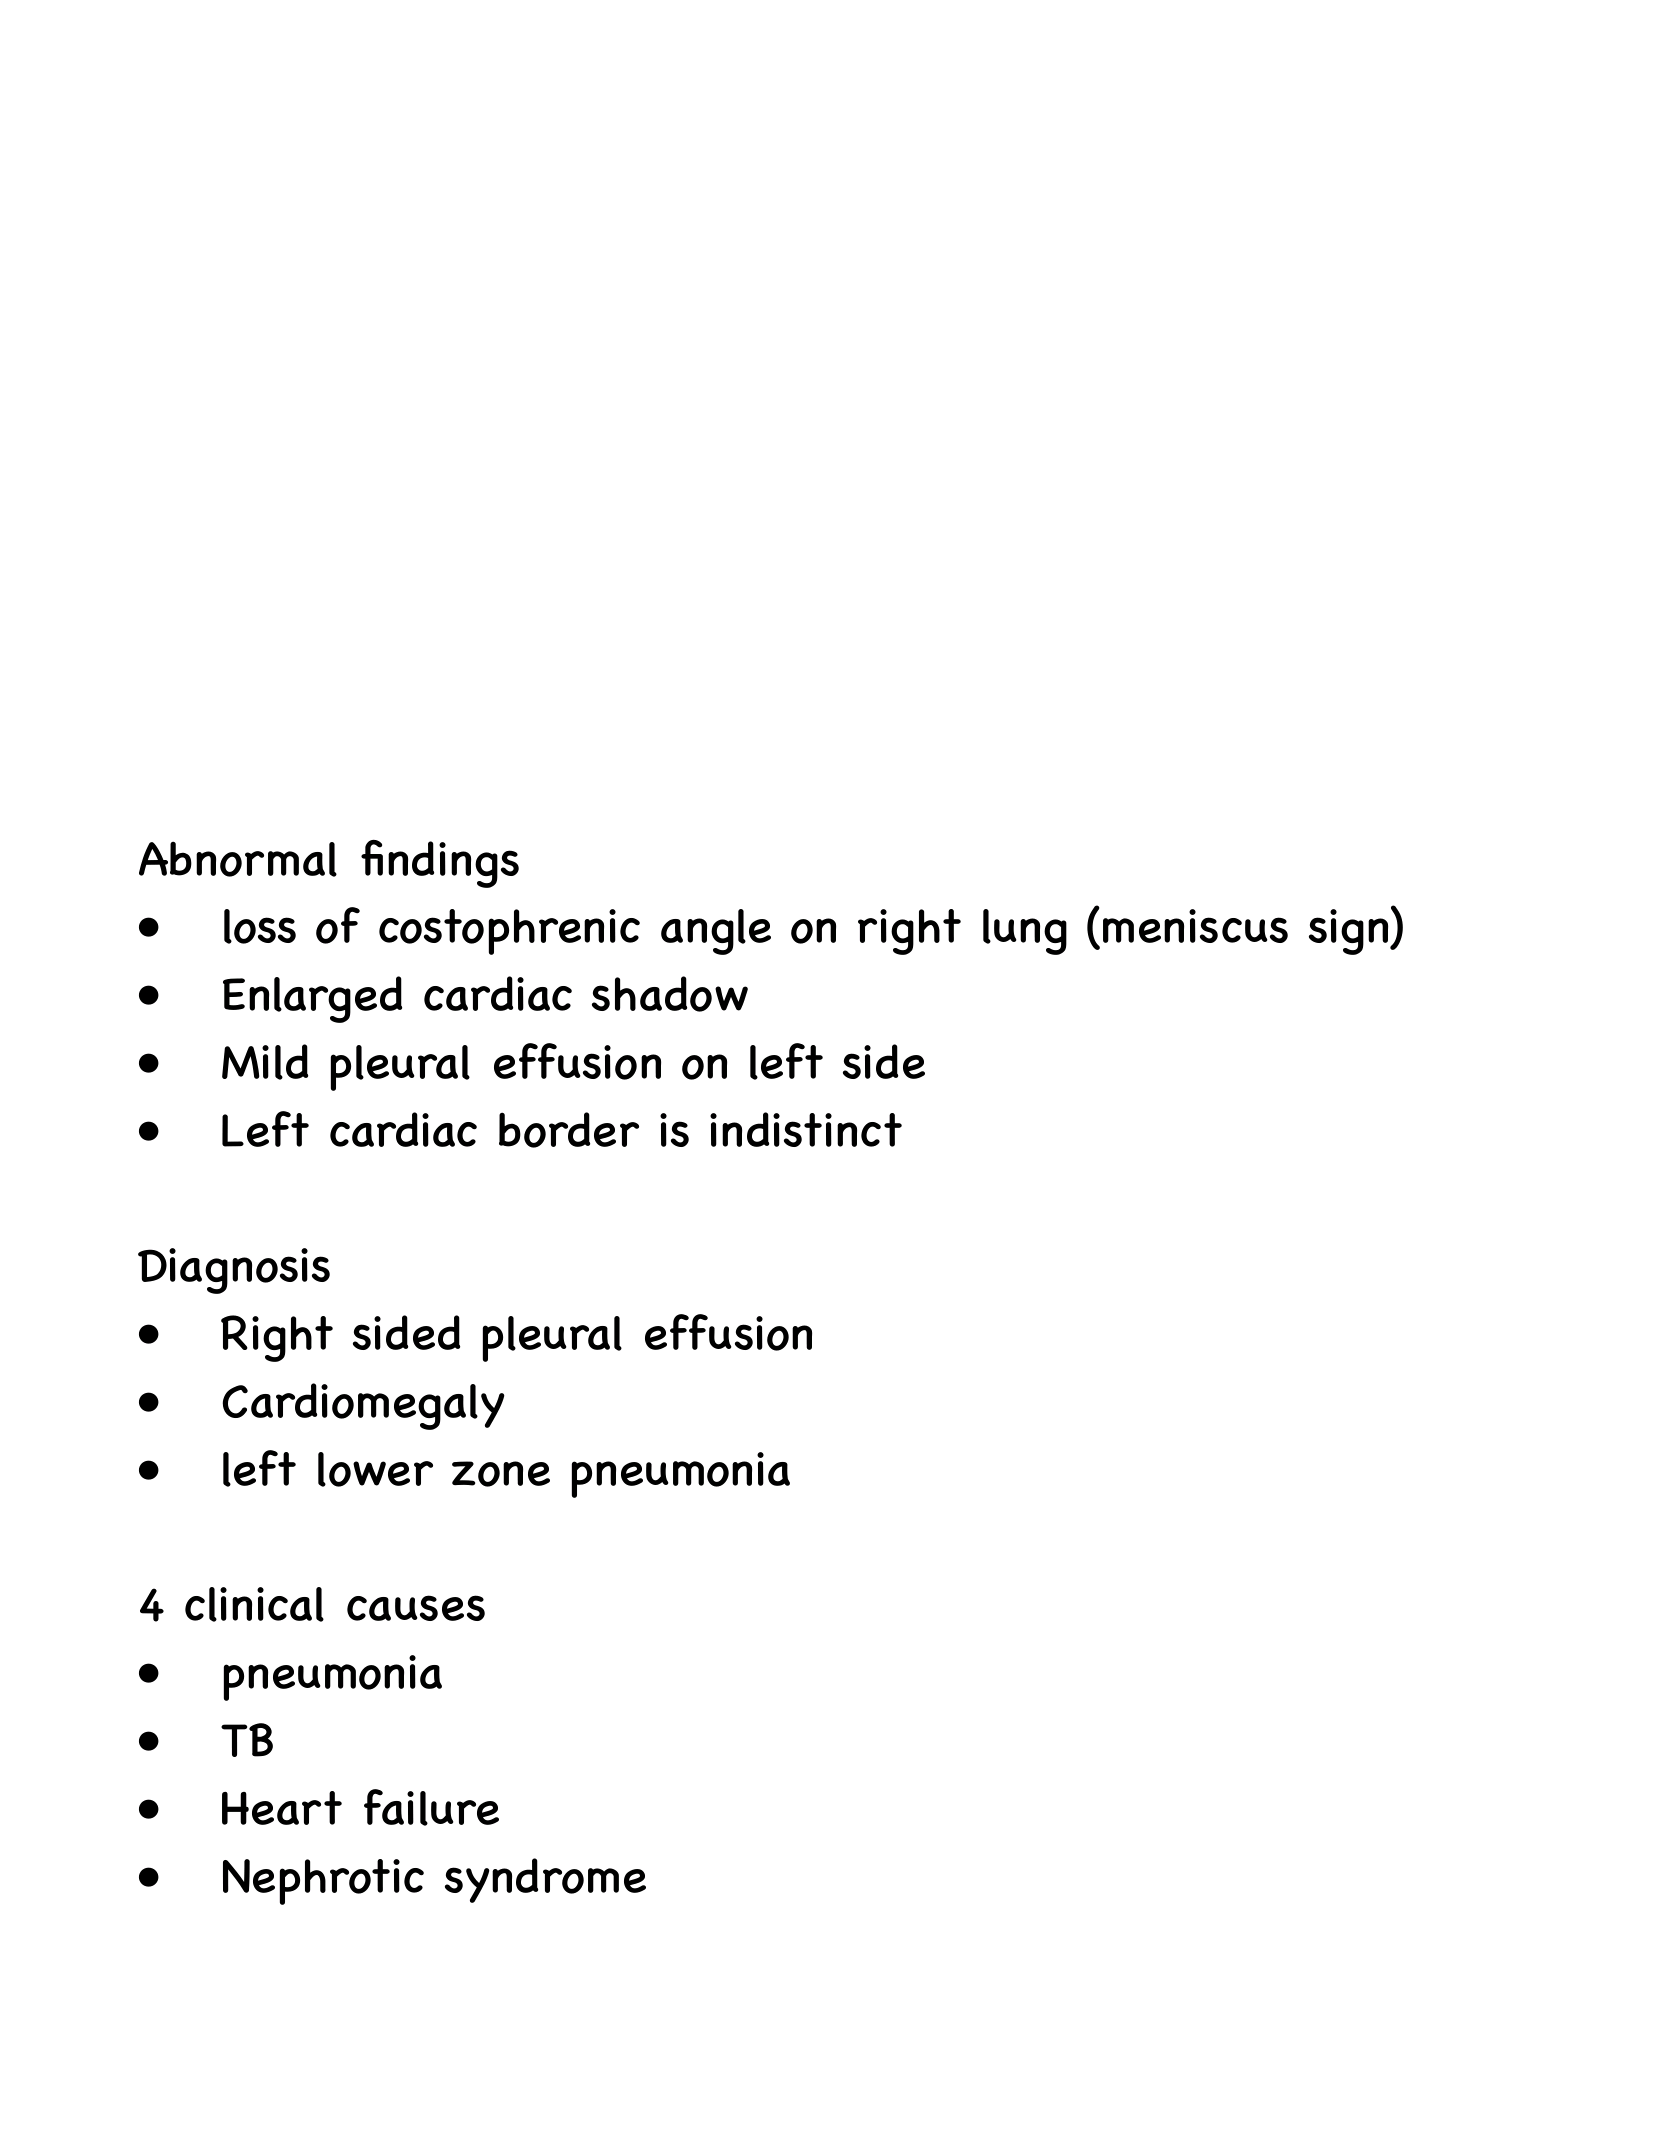 Abnormal findings
• loss of costophrenic angle on right lung (meniscus sign)
• Enlarged cardiac shadow
• Mild pleural effusion on left side
• Left cardiac border is indistinct
Diagnosis
• Right sided pleural effusion
• Cardiomegaly
• left lower zone pneumonia
4 clinical causes
• pneumonia
• TB
• Heart failure
• Nephrotic syndrome